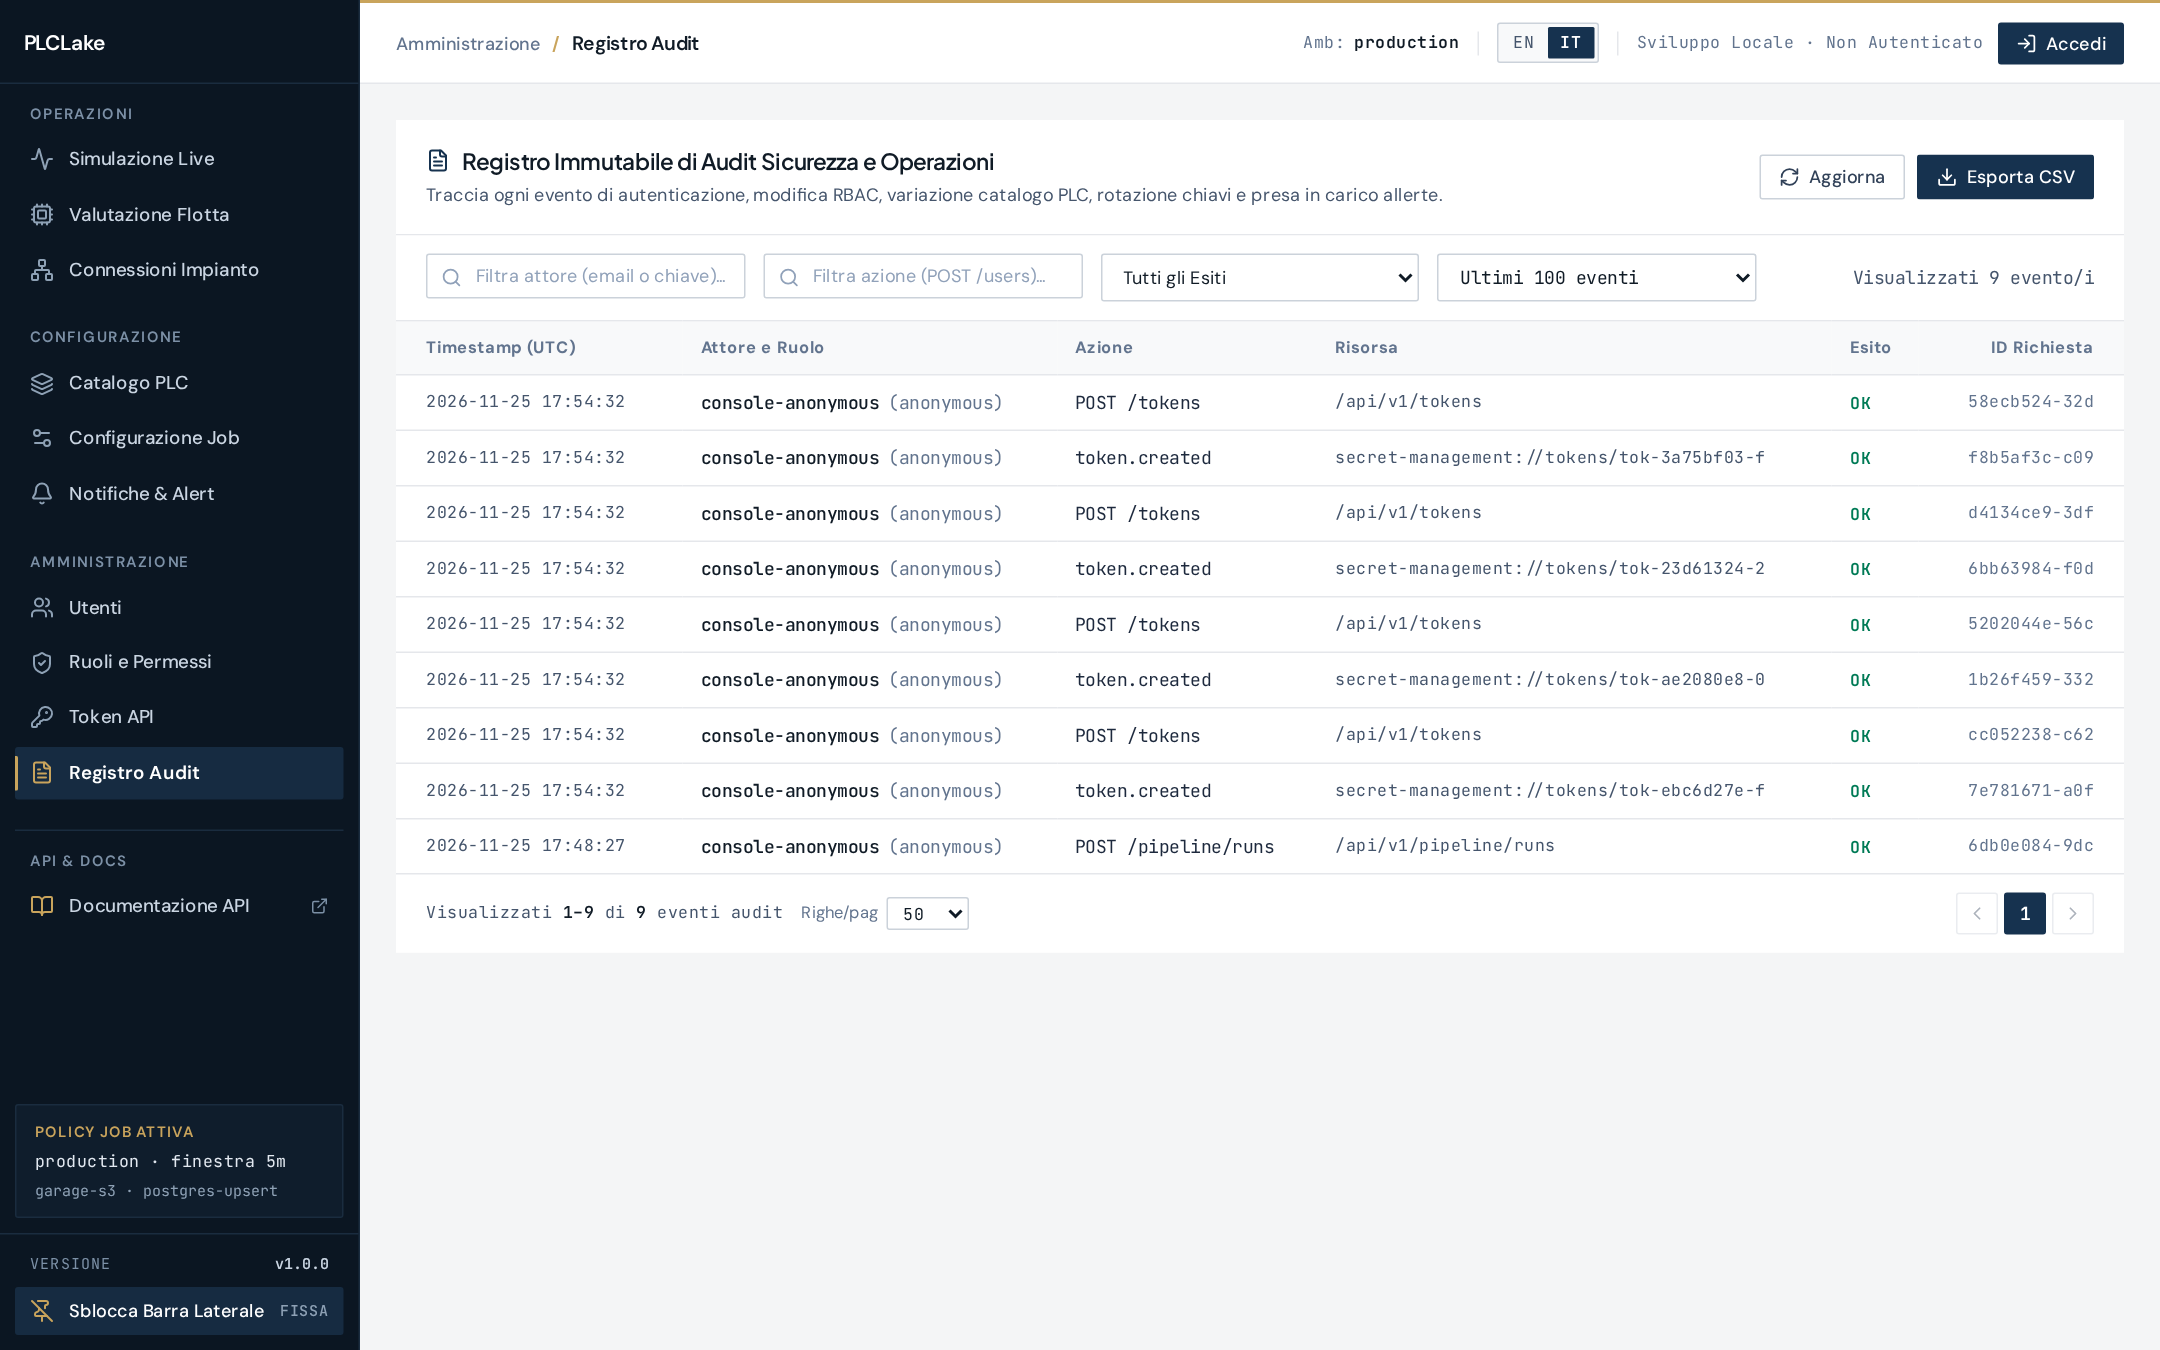 PLCLake
OPERAZIONI
Simulazione Live
Valutazione Flotta
Connessioni Impianto
CONFIGURAZIONE
Catalogo PLC
Configurazione Job
Notifiche & Alert
AMMINISTRAZIONE
Utenti
Ruoli e Permessi
Token API
Registro Audit
API & DOCS
Documentazione API
POLICY JOB ATTIVA
production · finestra 5m
garage-s3 · postgres-upsert
VERSIONE v1.0.0
Sblocca Barra Laterale FISSA
Amministrazione / Registro Audit
Amb: production EN IT Sviluppo Locale · Non Autenticato Accedi
Registro Immutabile di Audit Sicurezza e Operazioni
Traccia ogni evento di autenticazione, modifica RBAC, variazione catalogo PLC, rotazione chiavi e presa in carico allerte.
Aggiorna Esporta CSV
Filtra attore (email o chiave)... Filtra azione (POST /users)... Tutti gli Esiti Ultimi 100 eventi Visualizzati 9 evento/i
Timestamp (UTC) Attore e Ruolo Azione Risorsa Esito ID Richiesta
2026-11-25 17:54:32 console-anonymous (anonymous) POST /tokens /api/v1/tokens OK 58ecb524-32d
2026-11-25 17:54:32 console-anonymous (anonymous) token.created secret-management://tokens/tok-3a75bf03-f OK f8b5af3c-c09
2026-11-25 17:54:32 console-anonymous (anonymous) POST /tokens /api/v1/tokens OK d4134ce9-3df
2026-11-25 17:54:32 console-anonymous (anonymous) token.created secret-management://tokens/tok-23d61324-2 OK 6bb63984-f0d
2026-11-25 17:54:32 console-anonymous (anonymous) POST /tokens /api/v1/tokens OK 5202044e-56c
2026-11-25 17:54:32 console-anonymous (anonymous) token.created secret-management://tokens/tok-ae2080e8-0 OK 1b26f459-332
2026-11-25 17:54:32 console-anonymous (anonymous) POST /tokens /api/v1/tokens OK cc052238-c62
2026-11-25 17:54:32 console-anonymous (anonymous) token.created secret-management://tokens/tok-ebc6d27e-f OK 7e781671-a0f
2026-11-25 17:48:27 console-anonymous (anonymous) POST /pipeline/runs /api/v1/pipeline/runs OK 6db0e084-9dc
Visualizzati 1–9 di 9 eventi audit Righe/pag 50 1